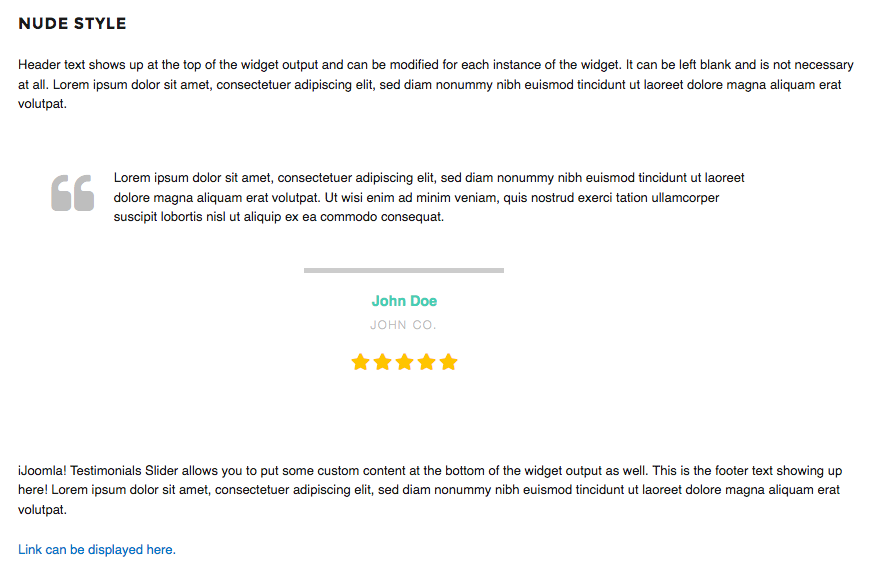 NUDE STYLE
Header text shows up at the top of the widget output and can be modified for each instance of the widget. It can be left blank and is not necessary
at all. Lorem ipsum dolor sit amet, consectetuer adipiscing elit, sed diam nonummy nibh euismod tincidunt ut laoreet dolore magna aliquam erat
volutpat.
Lorem ipsum dolor sit amet, consectetuer adipiscing elit, sed diam nonummy nibh euismod tincidunt ut laoreet
dolore magna aliquam erat volutpat. Ut wisi enim ad minim veniam, quis nostrud exerci tation ullamcorper
suscipit lobortis nisl ut aliquip ex ea commodo consequat.
John Doe
JOHN CO.
iJoomla! Testimonials Slider allows you to put some custom content at the bottom of the widget output as well. This is the footer text showing up
here! Lorem ipsum dolor sit amet, consectetuer adipiscing elit, sed diam nonummy nibh euismod tincidunt ut laoreet dolore magna aliquam erat
volutpat.
Link can be displayed here.